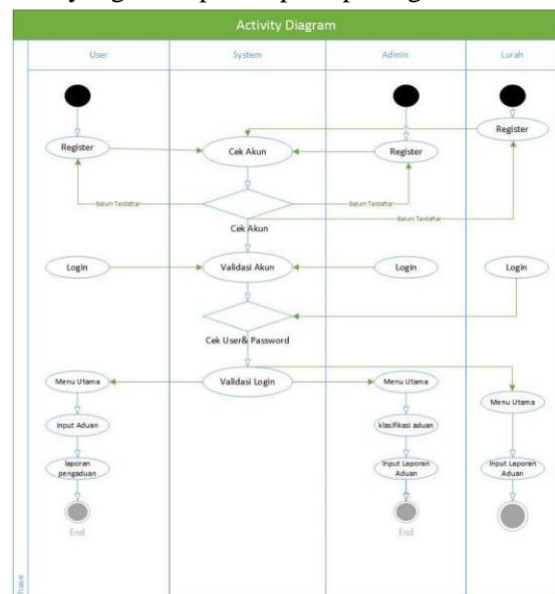 Activity Diagram
User
System
Admin
Lurah
Register
Cek Akun
Register
Register
Belum Terdaftar
Belum Terdaftar
Belum Terdaftar
Cek Akun
Login
Validasi Akun
Login
Login
Cek User& Password
Menu Utama
Validasi Login
Menu Utama
Menu Utama
Input Aduan
klasifikasi aduan
laporan
pengaduan
Input Laporan
Aduan
Input Laporan
Aduan
End
End
hase